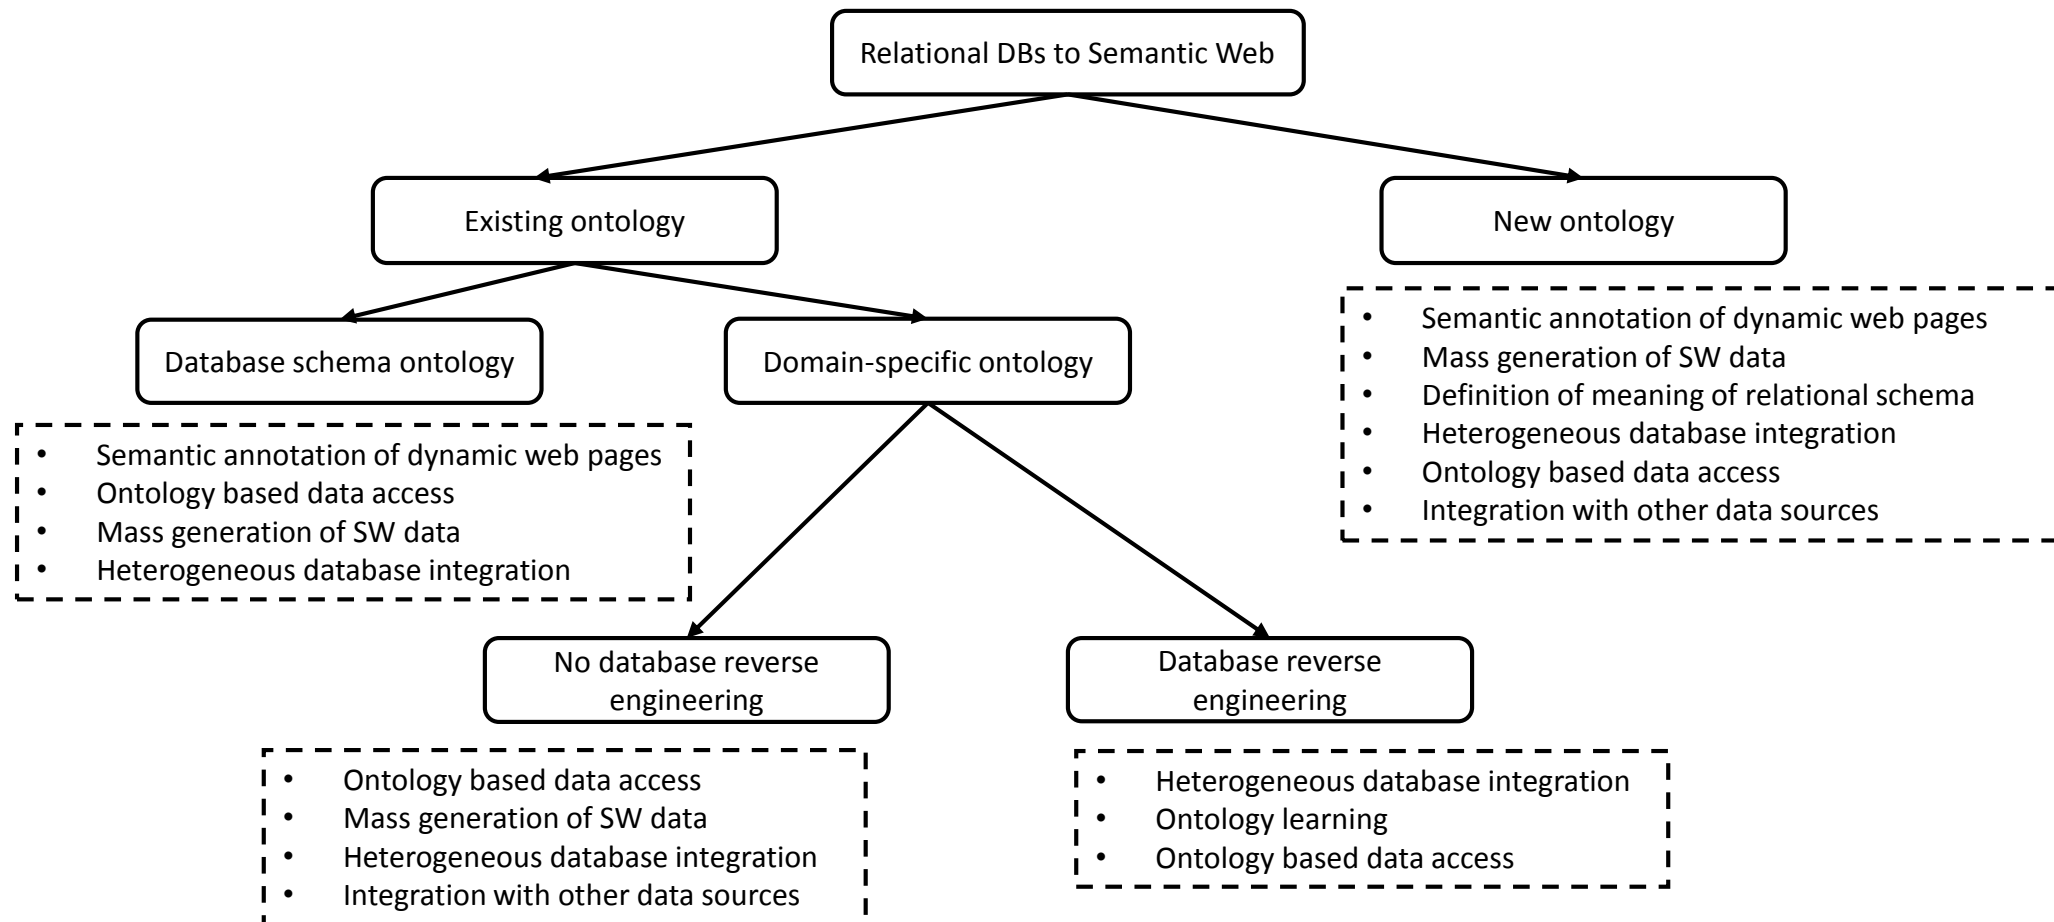 Relational DBs to Semantic Web
Existing ontology
New ontology
Database schema ontology
Domain-specific ontology
• Semantic annotation of dynamic web pages
• Mass generation of SW data
• Definition of meaning of relational schema
• Heterogeneous database integration
• Ontology based data access
• Integration with other data sources
• Semantic annotation of dynamic web pages
• Ontology based data access
• Mass generation of SW data
• Heterogeneous database integration
No database reverse
engineering
Database reverse
engineering
• Ontology based data access
• Mass generation of SW data
• Heterogeneous database integration
• Integration with other data sources
• Heterogeneous database integration
• Ontology learning
• Ontology based data access